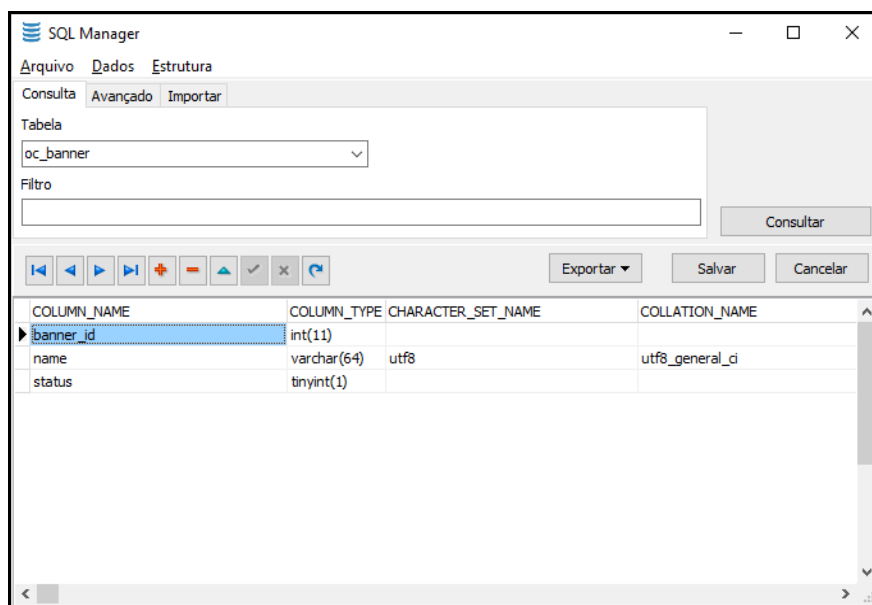 SQL Manager
Arquivo Dados Estrutura
Consulta Avançado Importar
Tabela
oc_banner
Filtro
Consultar
Exportar Salvar Cancelar
COLUMN_NAME COLUMN_TYPE CHARACTER_SET_NAME COLLATION_NAME
banner_id int(11)
name varchar(64) utf8 utf8_general_ci
status tinyint(1)